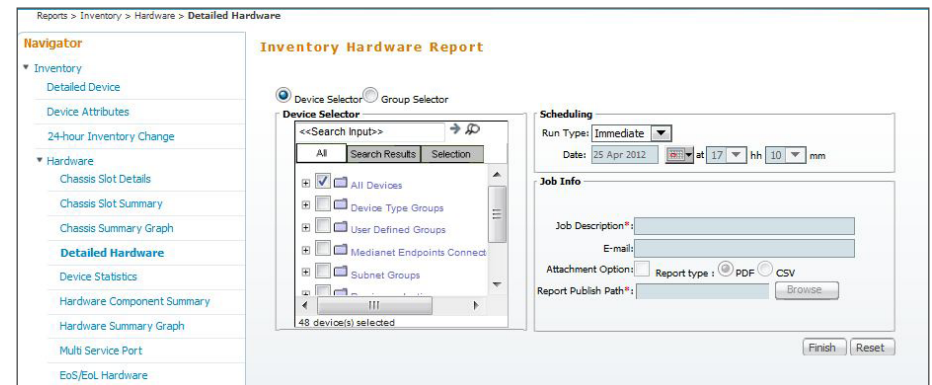 Reports > Inventory > Hardware > Detailed Hardware
Navigator
Inventory
Detailed Device
Device Attributes
24-hour Inventory Change
Hardware
Chassis Slot Details
Chassis Slot Summary
Chassis Summary Graph
Detailed Hardware
Device Statistics
Hardware Component Summary
Hardware Summary Graph
Multi Service Port
EoS/EoL Hardware
Inventory Hardware Report
Device Selector Group Selector
Device Selector
<<Search Input>>
All Search Results Selection
All Devices
Device Type Groups
User Defined Groups
Medianet Endpoints Connect
Subnet Groups
48 device(s) selected
Scheduling
Run Type: Immediate
Date: 25 Apr 2012 at 17 hh 10 mm
Job Info
Job Description*:
E-mail:
Attachment Option: Report type : PDF CSV
Report Publish Path*: Browse
Finish Reset